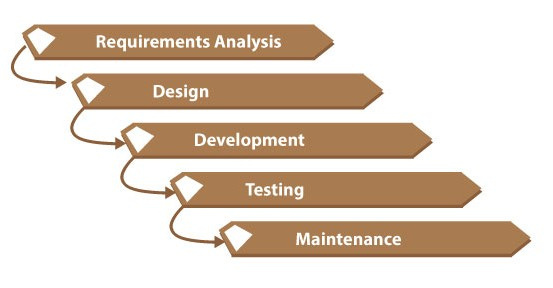 Requirements Analysis
Design
Development
Testing
Maintenance